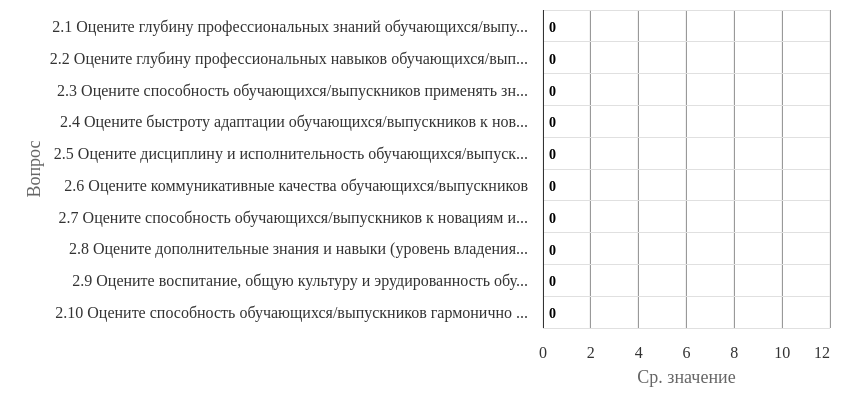 2.1 Оцените глубину профессиональных знаний обучающихся/выпу... 0
2.2 Оцените глубину профессиональных навыков обучающихся/вып... 0
2.3 Оцените способность обучающихся/выпускников применять зн... 0
2.4 Оцените быстроту адаптации обучающихся/выпускников к нов... 0
2.5 Оцените дисциплину и исполнительность обучающихся/выпуск... 0
2.6 Оцените коммуникативные качества обучающихся/выпускников 0
2.7 Оцените способность обучающихся/выпускников к новациям и... 0
2.8 Оцените дополнительные знания и навыки (уровень владения... 0
2.9 Оцените воспитание, общую культуру и эрудированность обу... 0
2.10 Оцените способность обучающихся/выпускников гармонично ... 0
Вопрос
0 2 4 6 8 10 12
Ср. значение